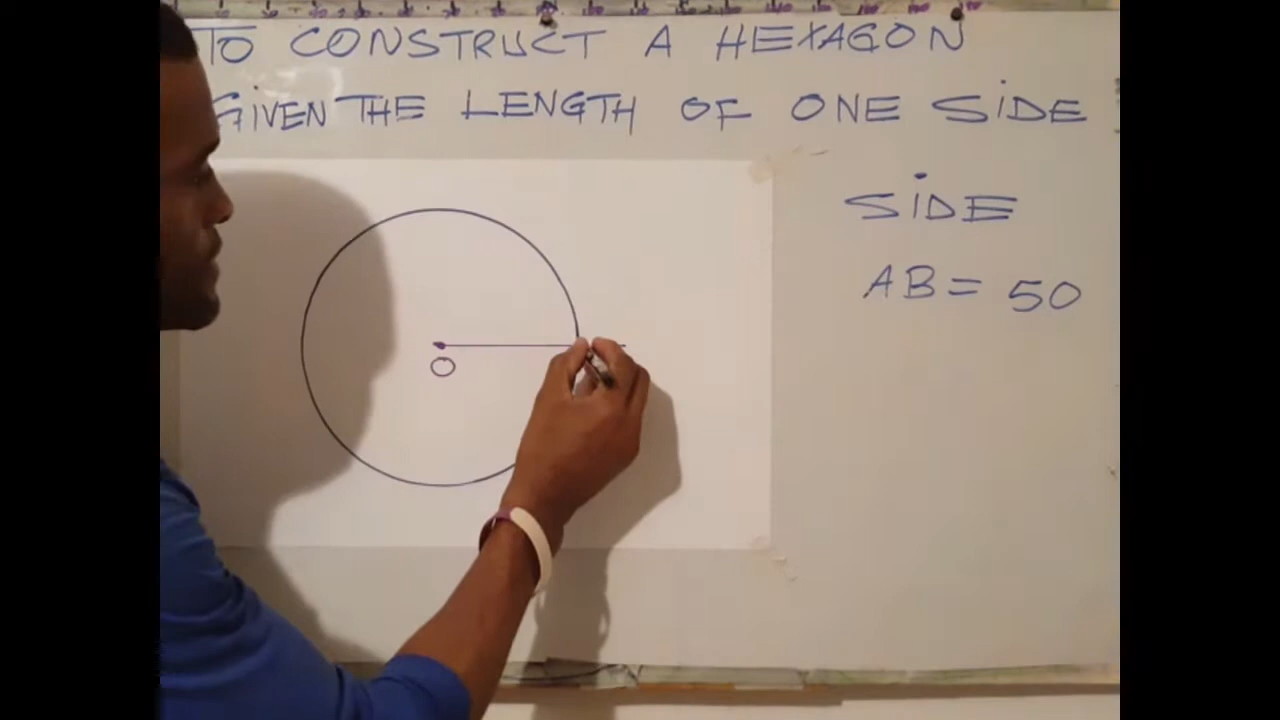 TO CONSTRUCT A HEXAGON
GIVEN THE LENGTH OF ONE SIDE
SIDE
AB = 50
O